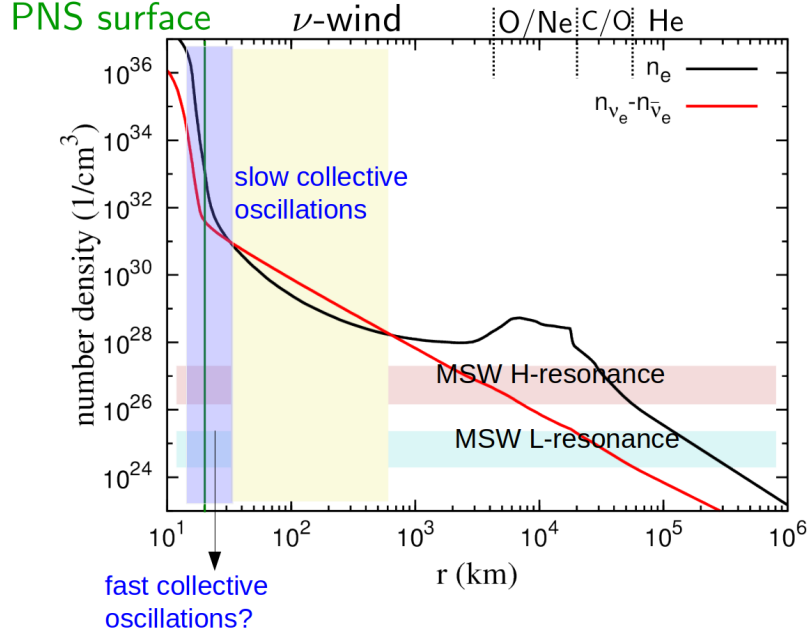 PNS surface
ν-wind
O/Ne
C/O
He
10^36
10^34
10^32
10^30
10^28
10^26
10^24
number density (1/cm^3)
n_e
n_ν_e-n_ν̄_e
slow collective
oscillations
MSW H-resonance
MSW L-resonance
10^1
10^2
10^3
10^4
10^5
10^6
r (km)
fast collective
oscillations?